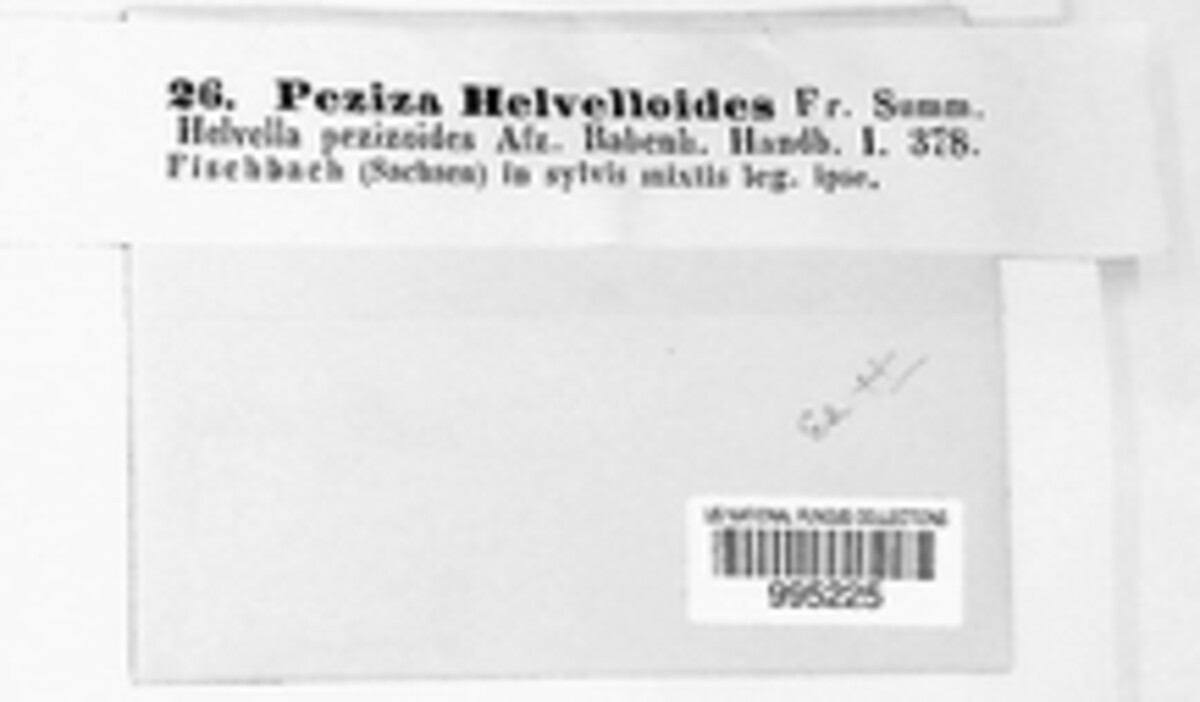 26. Peziza Helvelloides Fr. Summ.
Helvella pezizoides Afz. Rabenh. Handb. I. 378.
Fischbach (Sachsen) in sylvis mixtis leg. ipse.
US NATIONAL FUNGUS COLLECTIONS
995225